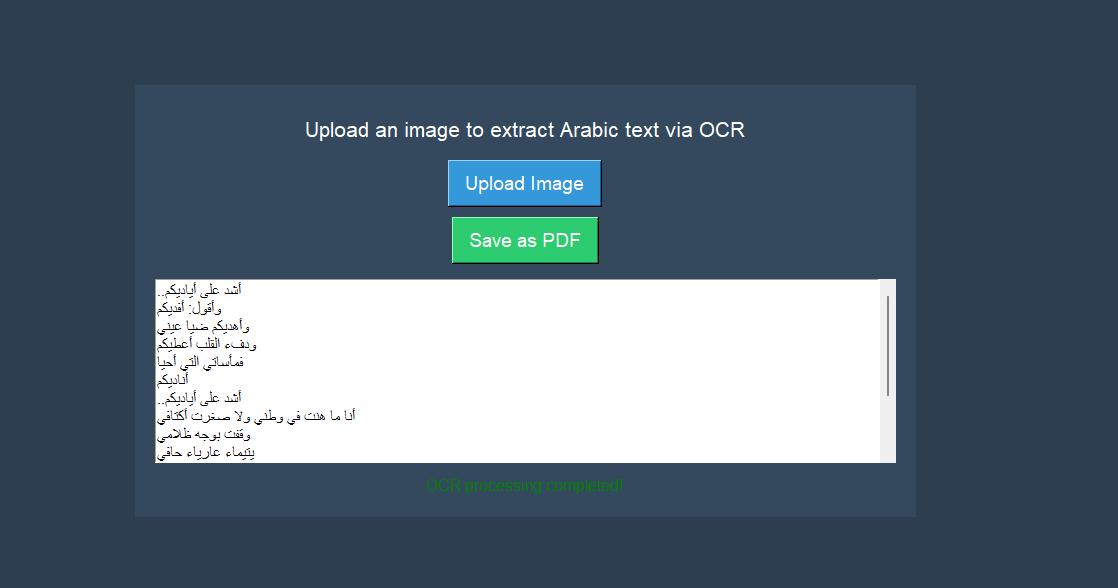 Upload an image to extract Arabic text via OCR
Upload Image
Save as PDF
أشد على أياديكم..
وأقول: أفديكم
وأهديكم ضيا عيني
ودفء القلب أعطيكم
فمأساتي التي أحيا
أناديكم
أشد على أياديكم..
أنا ما هنت في وطني ولا صغرت أكتافي
وقفت بوجه ظلامي
يتيماء عارياء حافي
OCR processing completed!